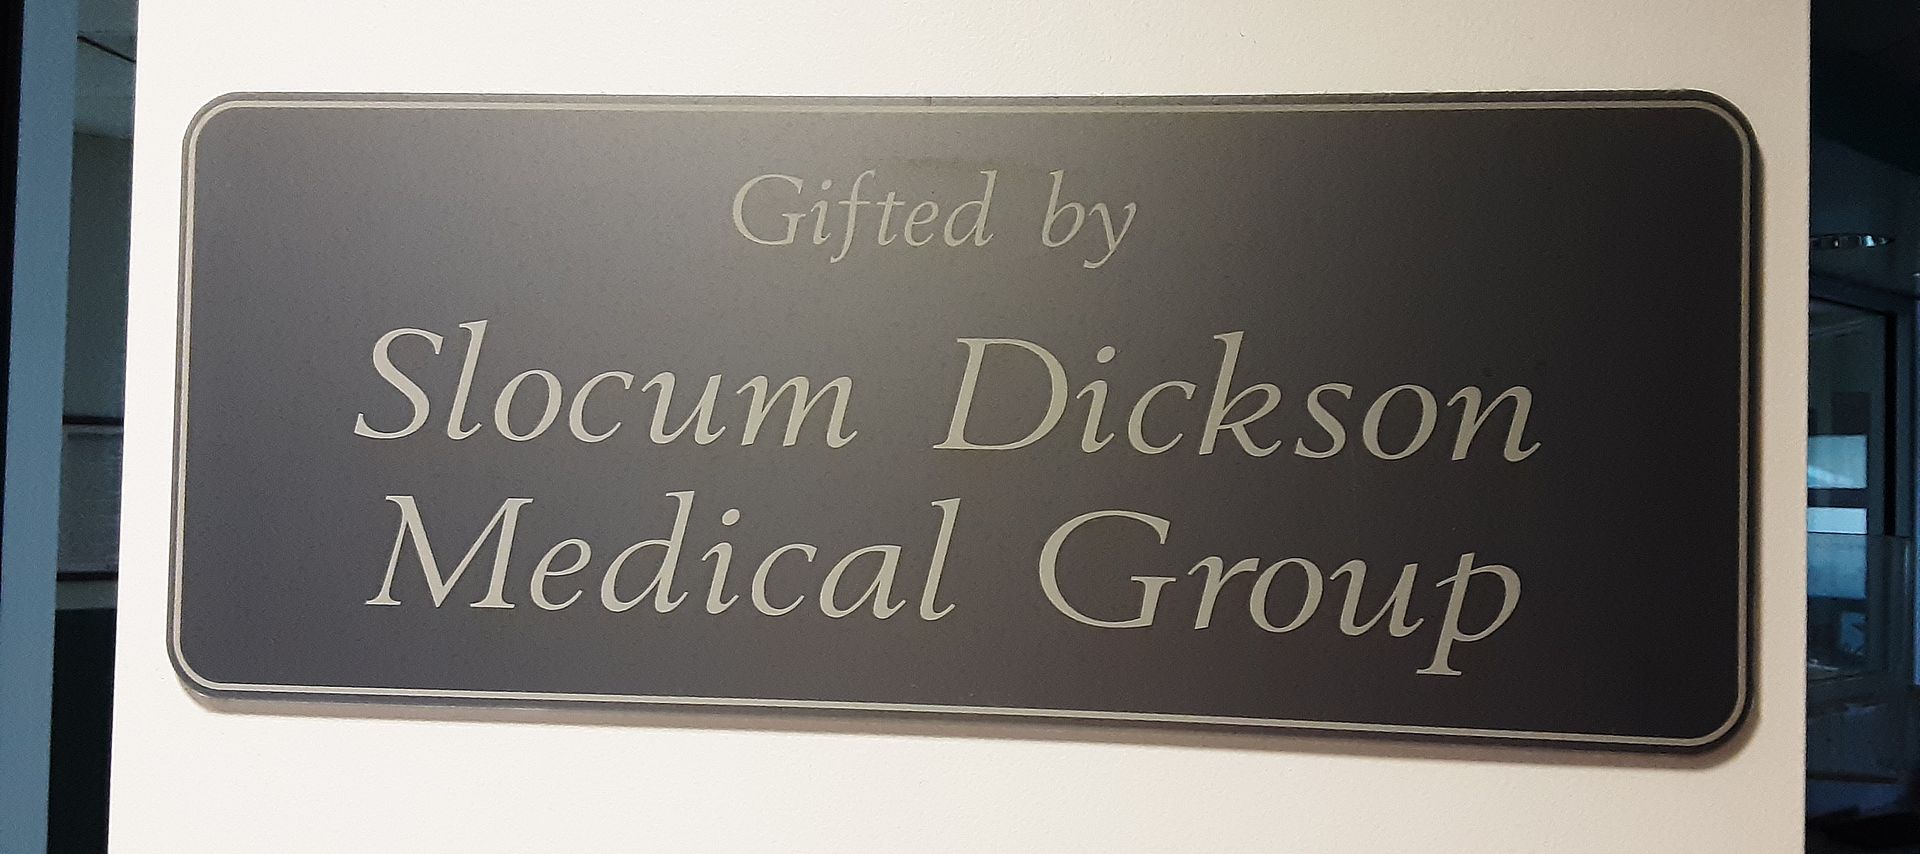 Gifted by
Slocum Dickson
Medical Group